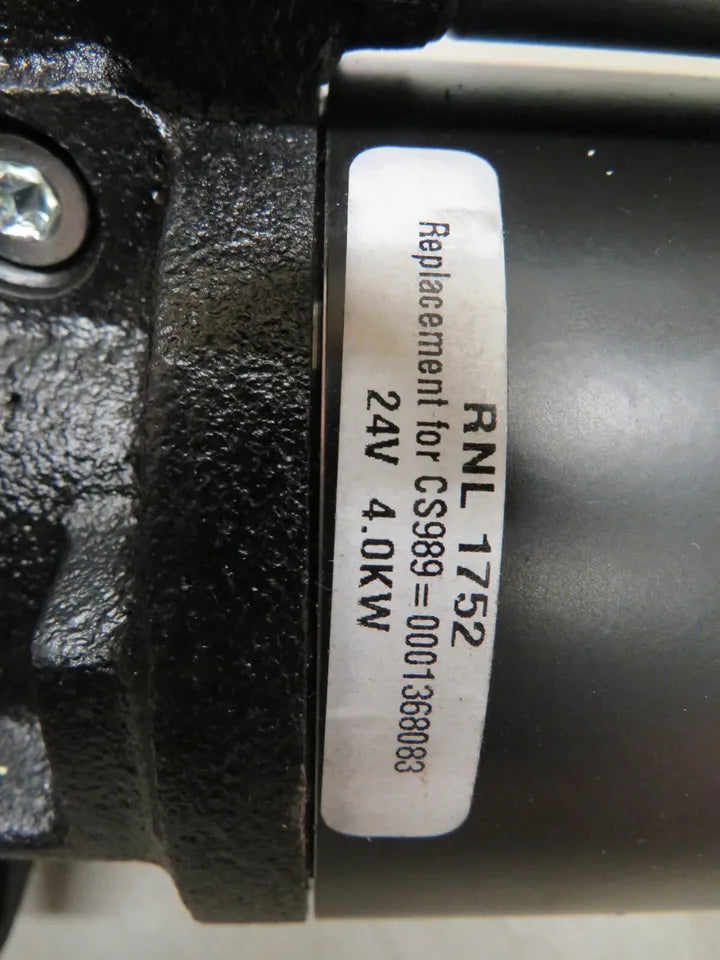 RNL 1752
Replacement for CS989=0001368083
24V 4.0KW